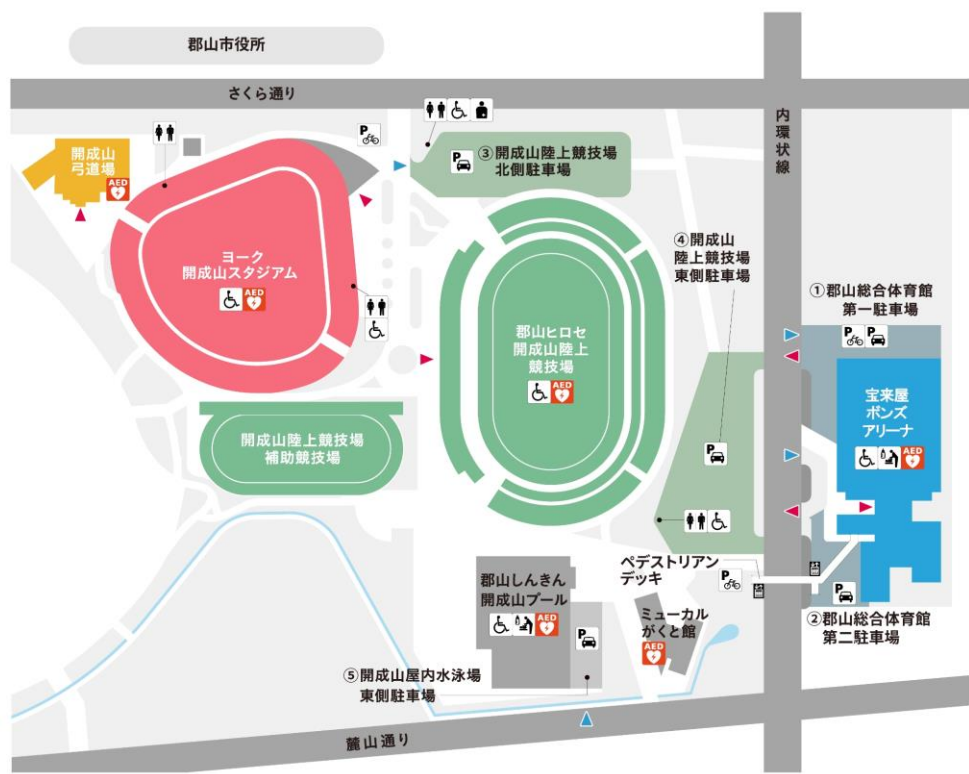 郡山市役所
さくら通り
内環状線
開成山
弓道場
AED
P
③開成山陸上競技場
北側駐車場
P
④開成山
陸上競技場
東側駐車場
ヨーク
開成山スタジアム
AED
①郡山総合体育館
第一駐車場
P
P
郡山ヒロセ
開成山陸上
競技場
AED
宝来屋
ボンズ
アリーナ
AED
開成山陸上競技場
補助競技場
P
ペデストリアン
デッキ
P
P
郡山しんきん
開成山プール
AED
P
ミューカル
がくと館
AED
②郡山総合体育館
第二駐車場
⑤開成山屋内水泳場
東側駐車場
麓山通り